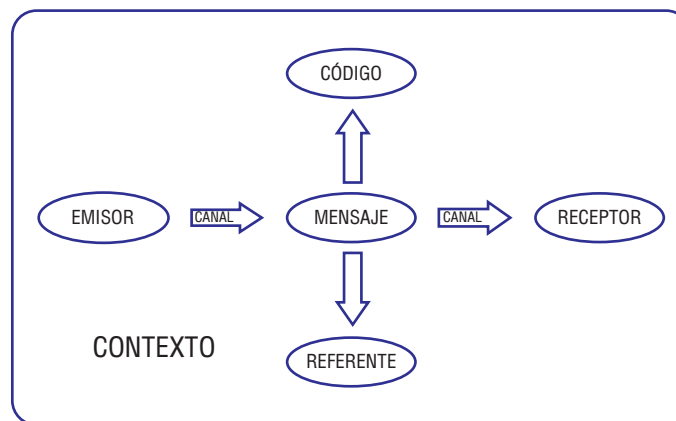 CÓDIGO
EMISOR
CANAL
MENSAJE
CANAL
RECEPTOR
CONTEXTO
REFERENTE